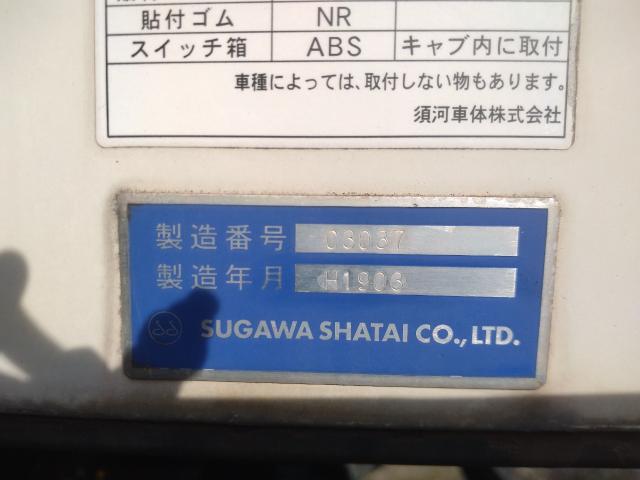 貼付ゴム NR
スイッチ箱 ABS キャブ内に取付
車種によっては、取付しない物もあります。
須河車体株式会社
製造番号 03037
製造年月 H1903
SUGAWA SHATAI CO., LTD.